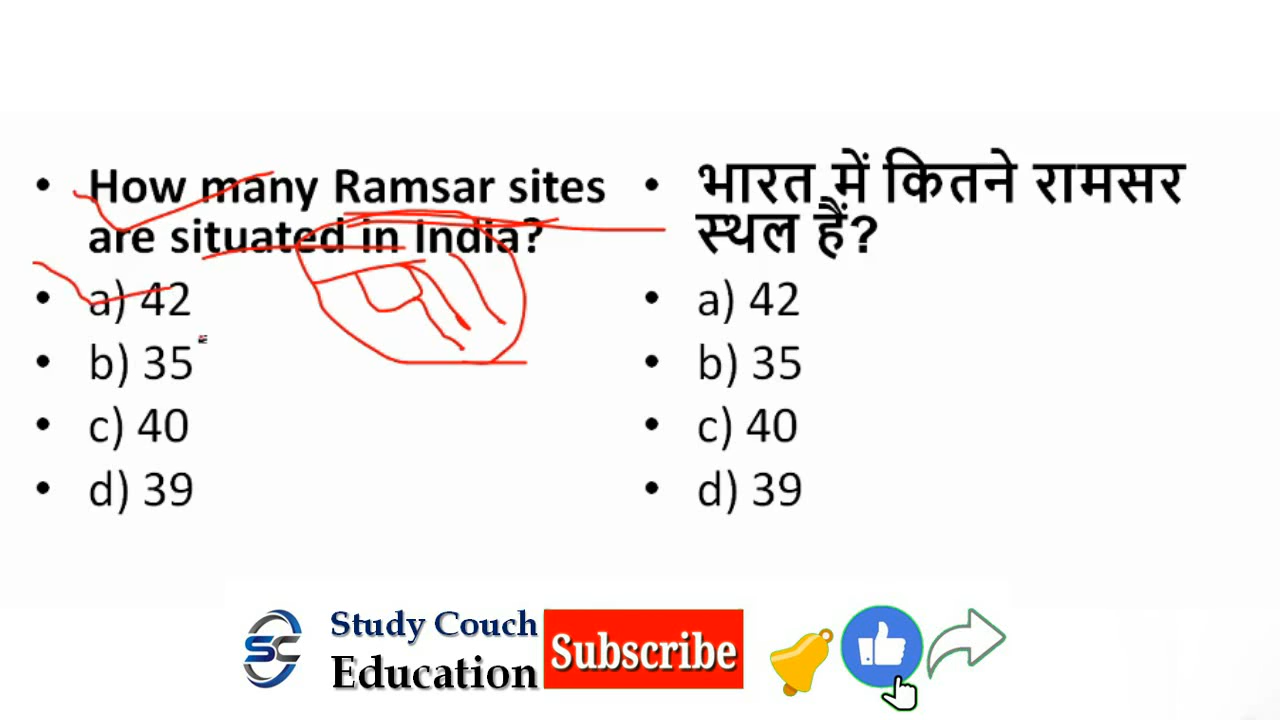 • How many Ramsar sites
are situated in India?
• a) 42
• b) 35
• c) 40
• d) 39
• भारत में कितने रामसर
स्थल हैं?
• a) 42
• b) 35
• c) 40
• d) 39
SC
Study Couch
Education
Subscribe